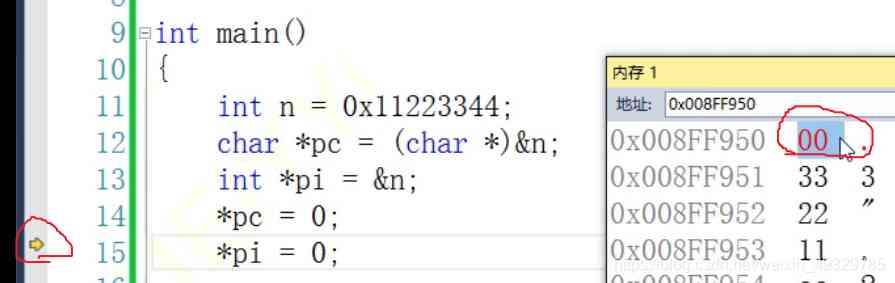 9 int main()
10 {
11 int n = 0x11223344;
12 char *pc = (char *)&n;
13 int *pi = &n;
14 *pc = 0;
15 *pi = 0;
内存 1
地址: 0x008FF950
0x008FF950 00 .
0x008FF951 33 3
0x008FF952 22 "
0x008FF953 11 .